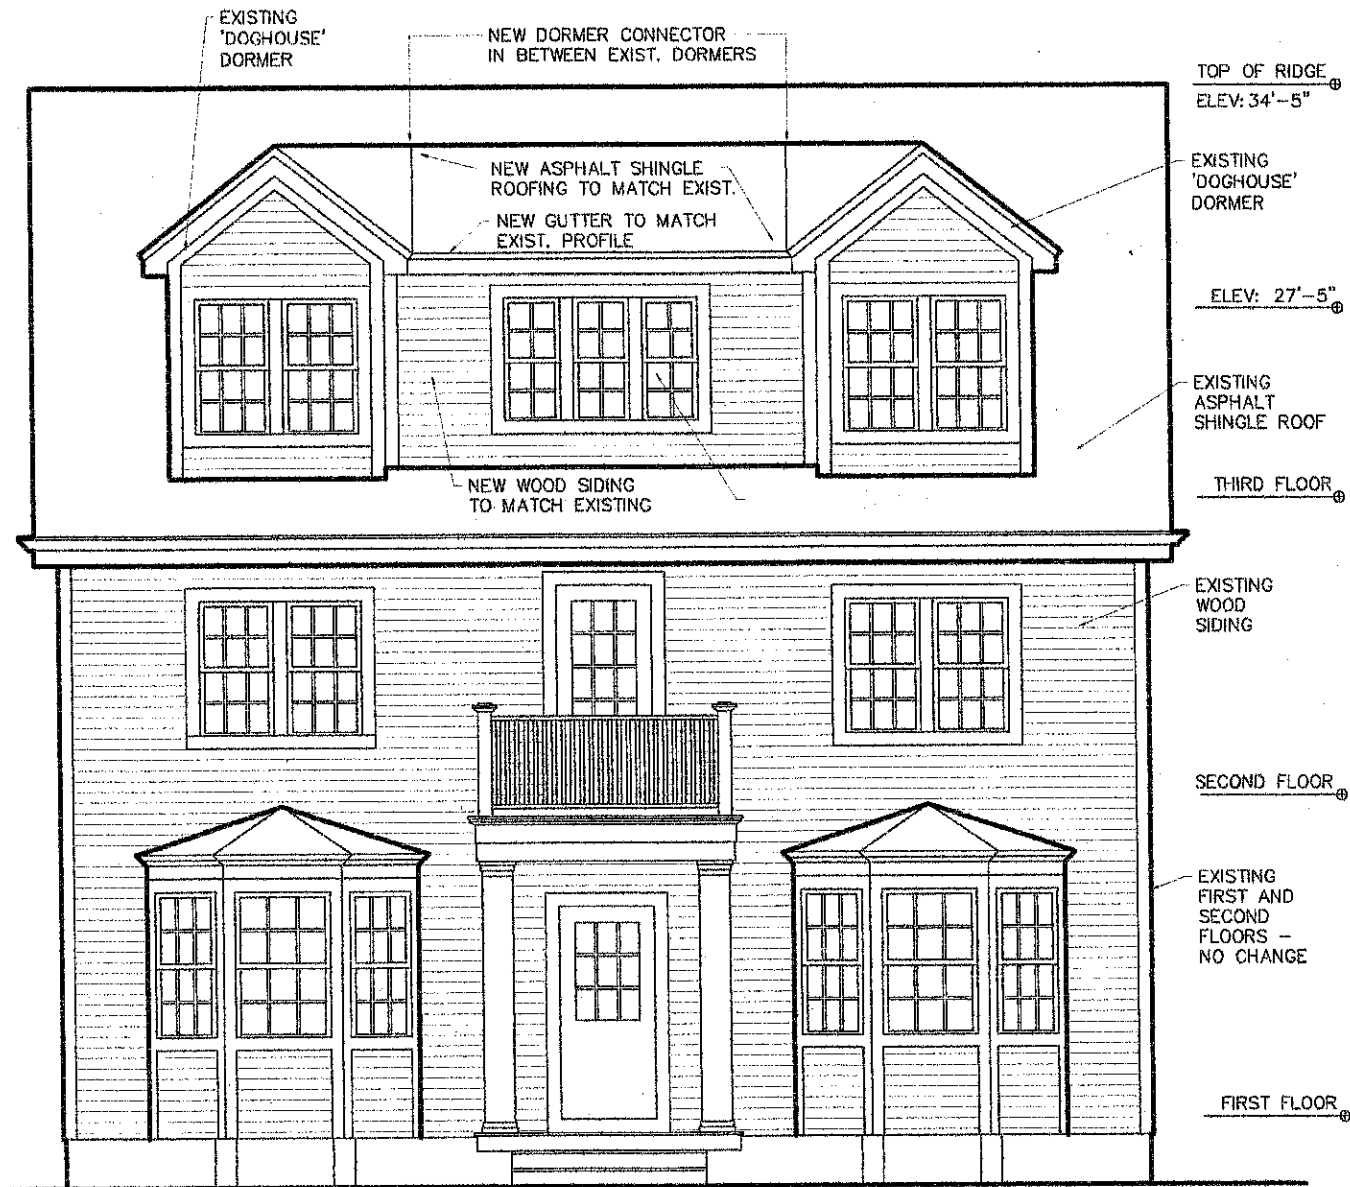 EXISTING
'DOGHOUSE'
DORMER
NEW DORMER CONNECTOR
IN BETWEEN EXIST. DORMERS
TOP OF RIDGE
ELEV: 34'-5"
NEW ASPHALT SHINGLE
ROOFING TO MATCH EXIST.
EXISTING
'DOGHOUSE'
DORMER
NEW GUTTER TO MATCH
EXIST. PROFILE
ELEV: 27'-5"
EXISTING
ASPHALT
SHINGLE ROOF
NEW WOOD SIDING
TO MATCH EXISTING
THIRD FLOOR
EXISTING
WOOD
SIDING
SECOND FLOOR
EXISTING
FIRST AND
SECOND
FLOORS -
NO CHANGE
FIRST FLOOR